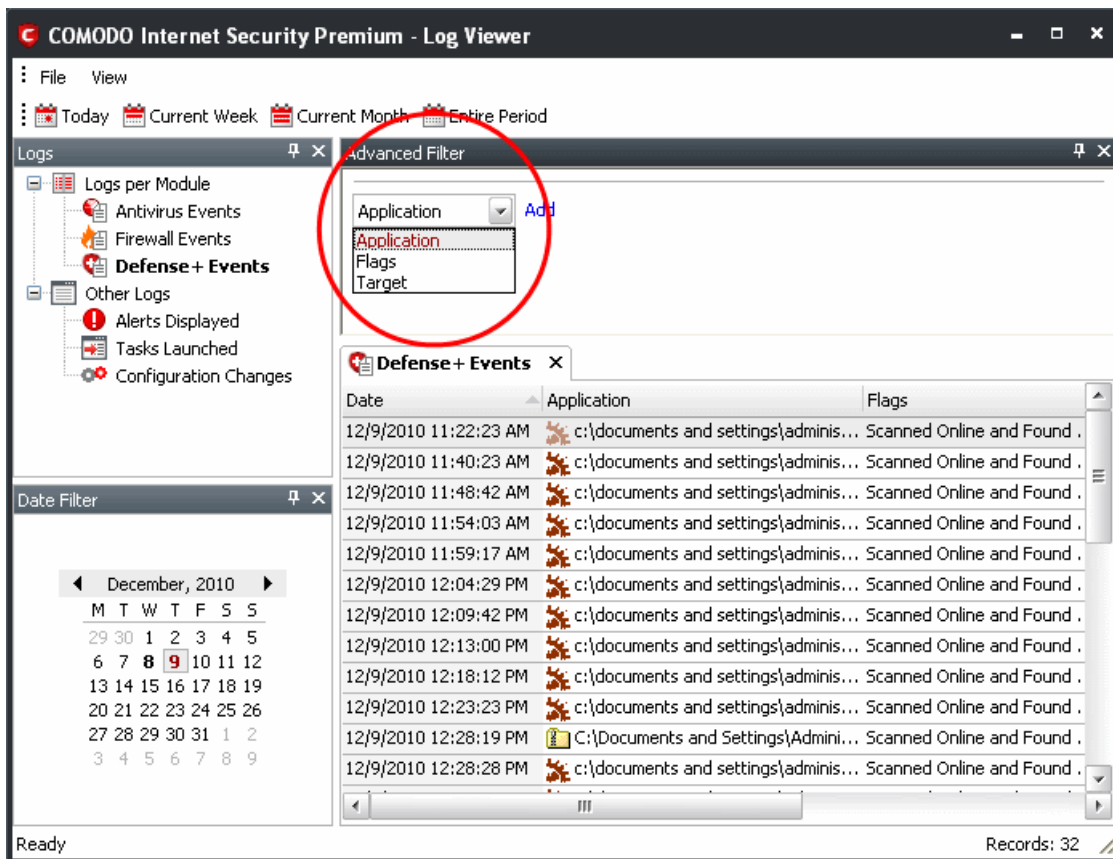 COMODO Internet Security Premium - Log Viewer
File View
Today Current Week Current Month Entire Period
Logs
Logs per Module
Antivirus Events
Firewall Events
Defense+ Events
Other Logs
Alerts Displayed
Tasks Launched
Configuration Changes
Advanced Filter
Application Add
Application
Flags
Target
Date Filter
December, 2010
M T W T F S S
29 30 1 2 3 4 5
6 7 8 9 10 11 12
13 14 15 16 17 18 19
20 21 22 23 24 25 26
27 28 29 30 31 1 2
3 4 5 6 7 8 9
Defense+ Events
Date Application Flags
12/9/2010 11:22:23 AM c:\documents and settings\adminis... Scanned Online and Found .
12/9/2010 11:40:23 AM c:\documents and settings\adminis... Scanned Online and Found .
12/9/2010 11:48:42 AM c:\documents and settings\adminis... Scanned Online and Found .
12/9/2010 11:54:03 AM c:\documents and settings\adminis... Scanned Online and Found .
12/9/2010 11:59:17 AM c:\documents and settings\adminis... Scanned Online and Found .
12/9/2010 12:04:29 PM c:\documents and settings\adminis... Scanned Online and Found .
12/9/2010 12:09:42 PM c:\documents and settings\adminis... Scanned Online and Found .
12/9/2010 12:13:00 PM c:\documents and settings\adminis... Scanned Online and Found .
12/9/2010 12:18:12 PM c:\documents and settings\adminis... Scanned Online and Found .
12/9/2010 12:23:23 PM c:\documents and settings\adminis... Scanned Online and Found .
12/9/2010 12:28:19 PM C:\Documents and Settings\Admini... Scanned Online and Found .
12/9/2010 12:28:28 PM c:\documents and settings\adminis... Scanned Online and Found .
Ready Records: 32